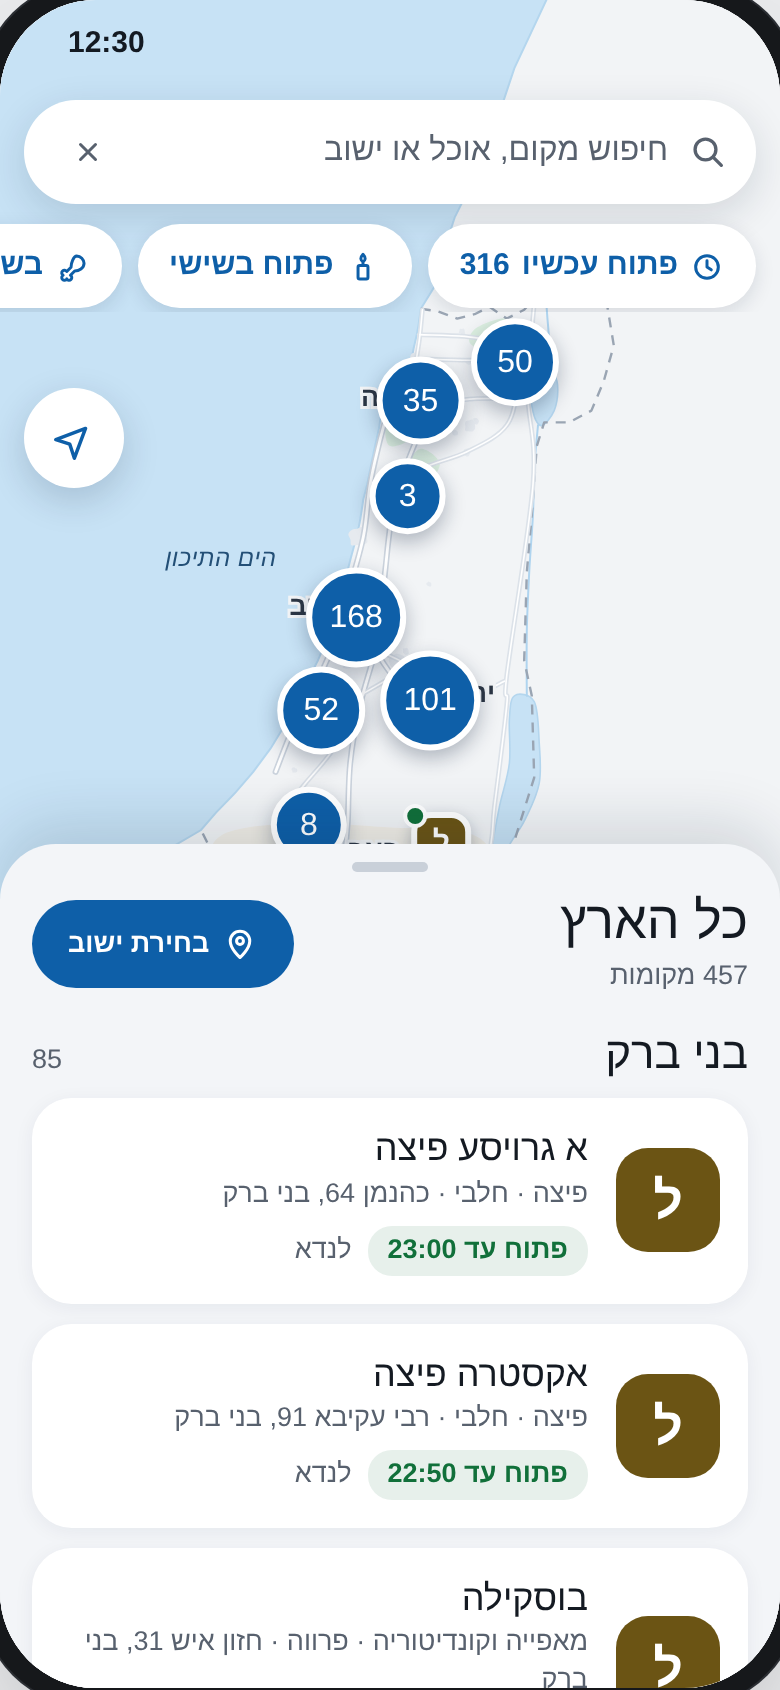 12:30
חיפוש מקום, אוכל או ישוב
פתוח עכשיו 316
פתוח בשישי
בש
50
35
ה
3
הים התיכון
168
ב
101
יר
52
8
ל
כל הארץ
457 מקומות
בחירת ישוב
בני ברק
85
א גרויסע פיצה
פיצה · חלבי · כהנמן 64, בני ברק
פתוח עד 23:00 לנדא
ל
אקסטרה פיצה
פיצה · חלבי · רבי עקיבא 91, בני ברק
פתוח עד 22:50 לנדא
ל
בוסקילה
מאפייה וקונדיטוריה · פרווה · חזון איש 31, בני
ברק
ל